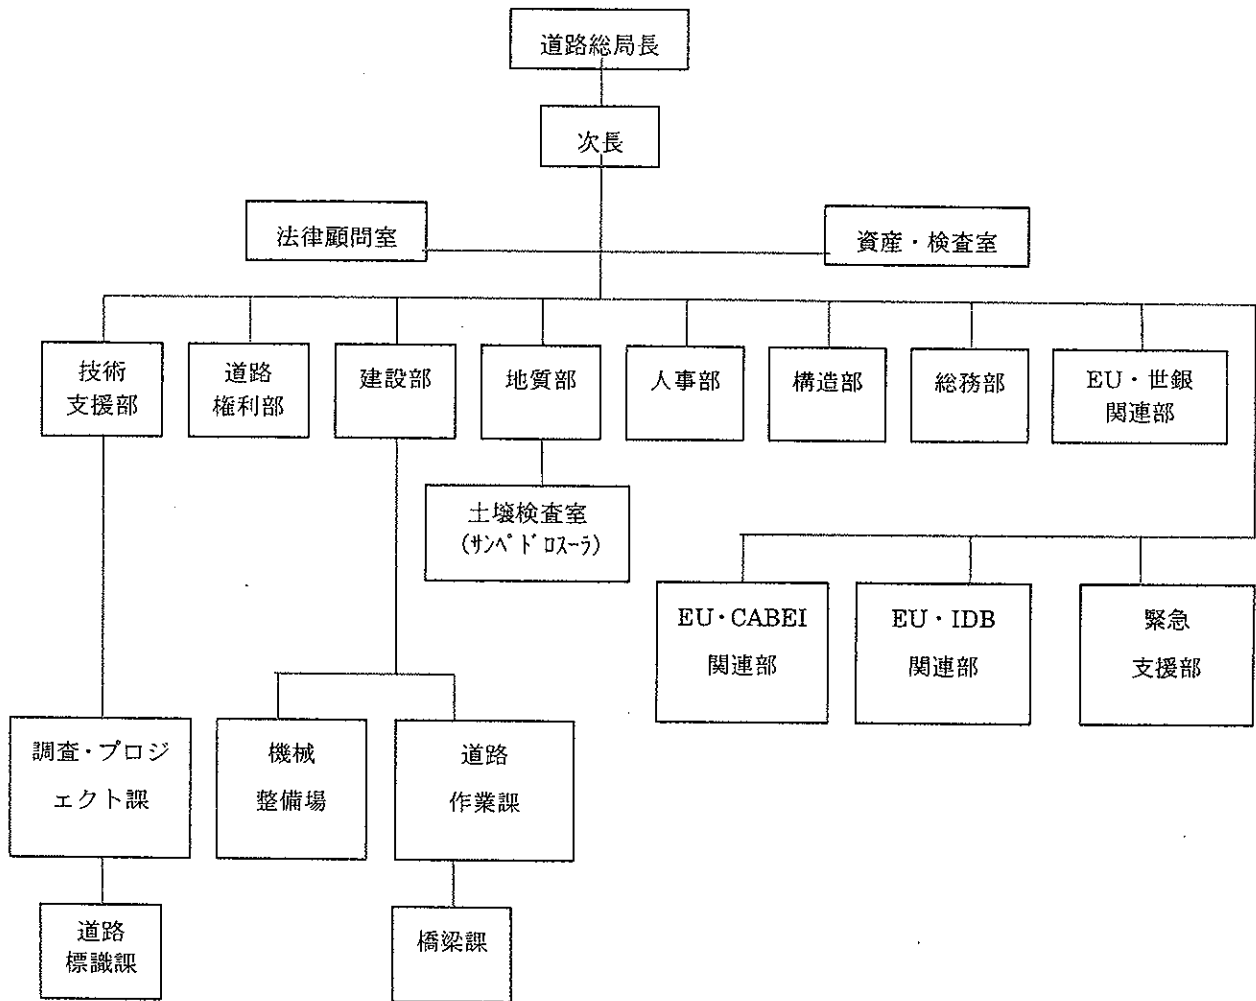 道路総局長
次長
法律顧問室
資産・検査室
技術
支援部
道路
権利部
建設部
地質部
人事部
構造部
総務部
EU・世銀
関連部
土壌検査室
(ｻﾝﾍﾟﾄﾞﾛｽｰﾗ)
EU・CABEI
関連部
EU・IDB
関連部
緊急
支援部
調査・プロジ
ェクト課
機械
整備場
道路
作業課
道路
標識課
橋梁課